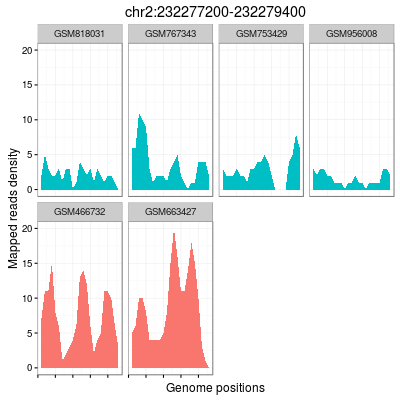 chr2:232277200-232279400
GSM818031 GSM767343 GSM753429 GSM956008
20
15
10
5
0
Mapped reads density
GSM466732 GSM663427
20
15
10
5
0
Genome positions